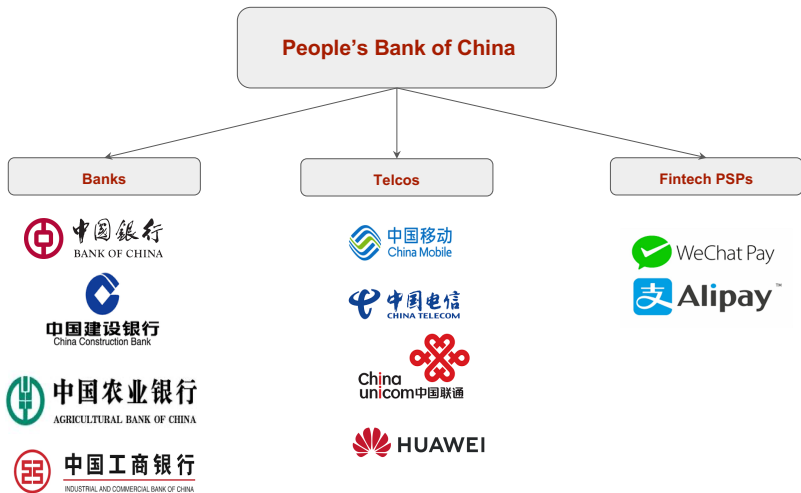 People's Bank of China
Banks
Telcos
Fintech PSPs
中国銀行
BANK OF CHINA
中国建设银行
China Construction Bank
中国农业银行
AGRICULTURAL BANK OF CHINA
中国工商银行
INDUSTRIAL AND COMMERCIAL BANK OF CHINA
中国移动
China Mobile
中国电信
CHINA TELECOM
China
unicom中国联通
HUAWEI
WeChat Pay
支 Alipay™